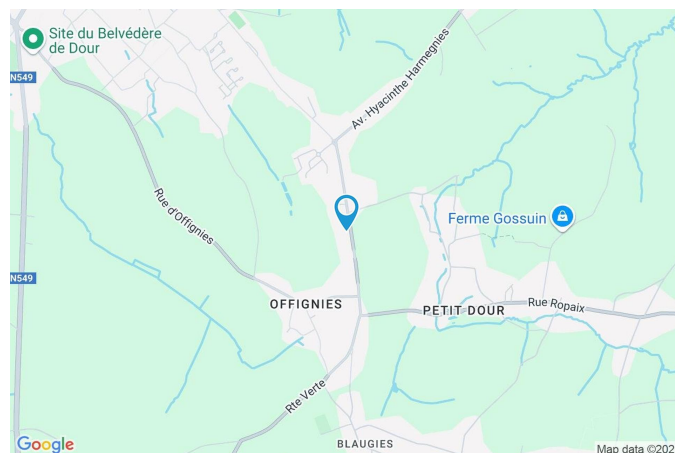 Site du Belvédère
de Dour
N549
Av. Hyacinthe Harmegnies
Rue d'Offignies
Ferme Gossuin
N549
OFFIGNIES
PETIT DOUR
Rue Ropaix
Rte Verte
BLAUGIES
Google
Map data ©202